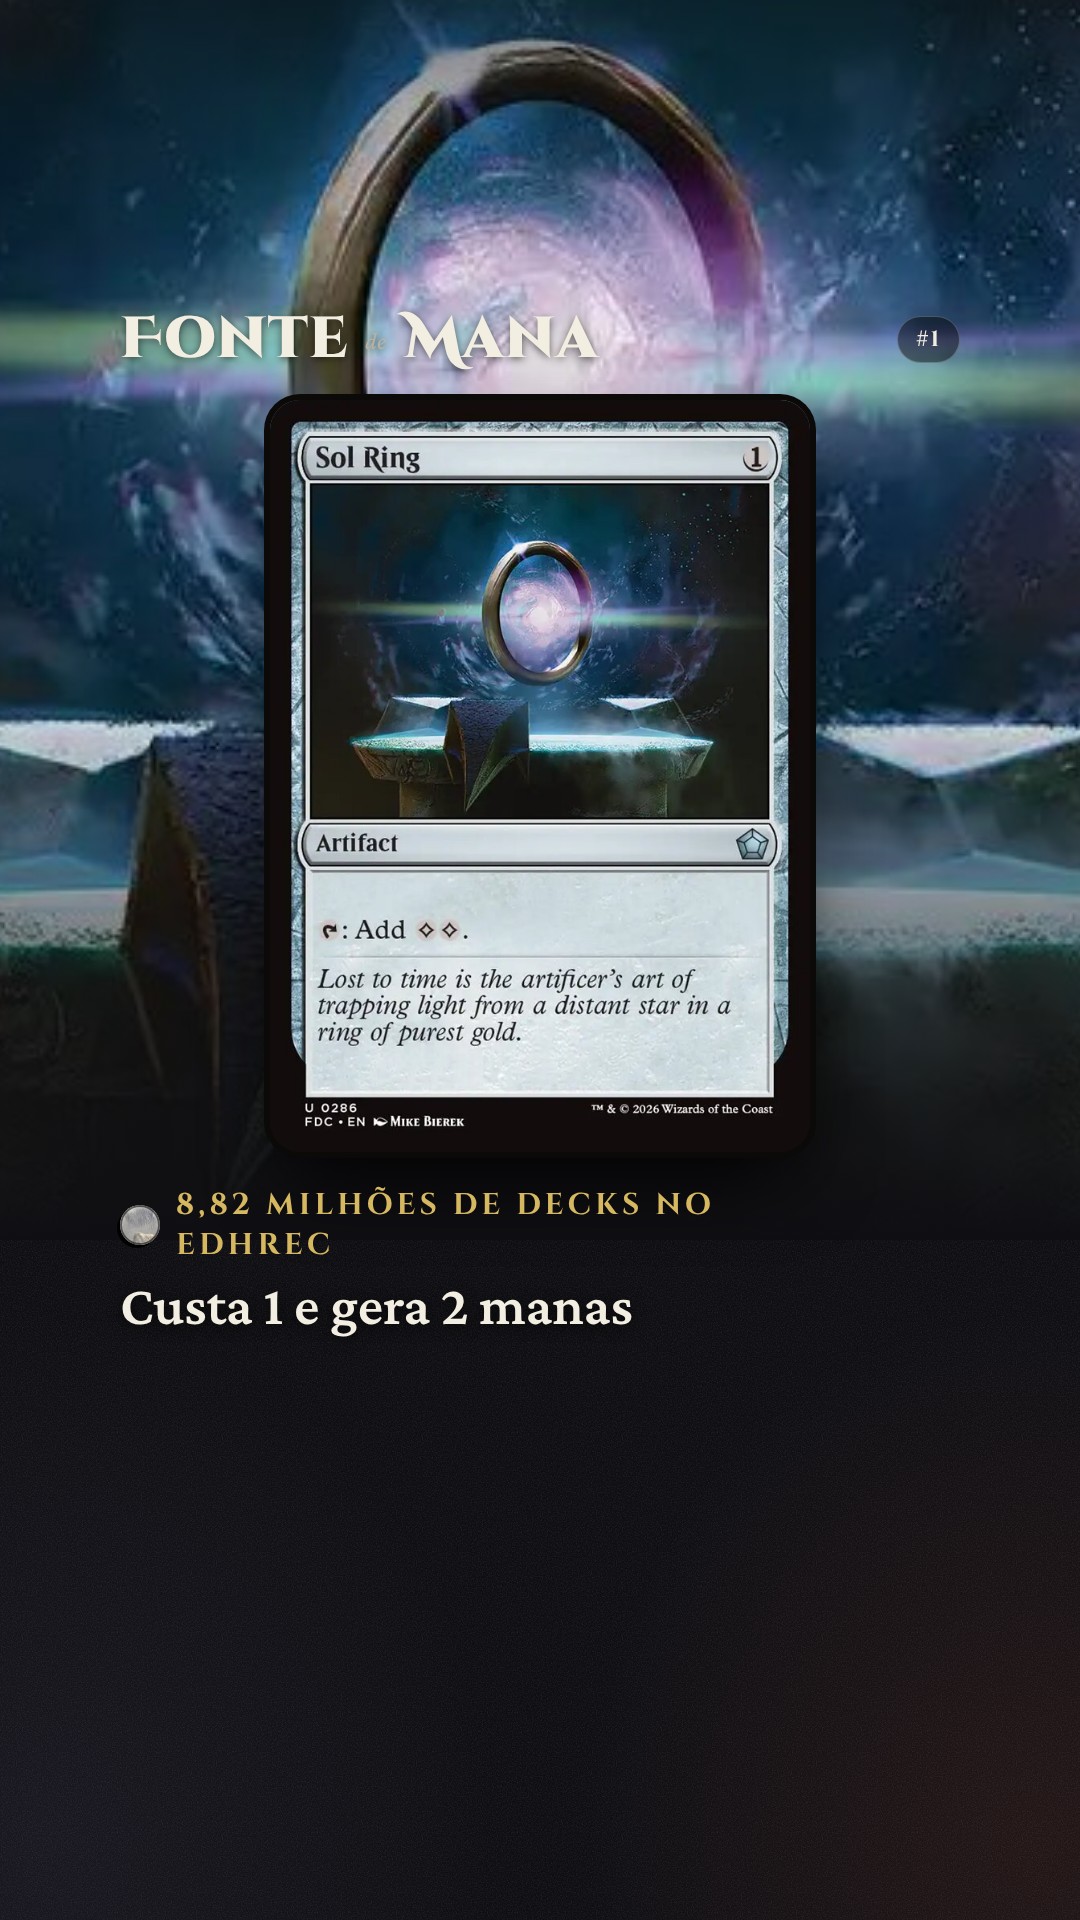 FONTE de MANA
#1
Sol Ring
1
Artifact
: Add .
Lost to time is the artificer's art of
trapping light from a distant star in a
ring of purest gold.
U 0286
FDC • EN MIKE BIEREK
™ & © 2026 Wizards of the Coast
8,82 MILHÕES DE DECKS NO
EDHREC
Custa 1 e gera 2 manas